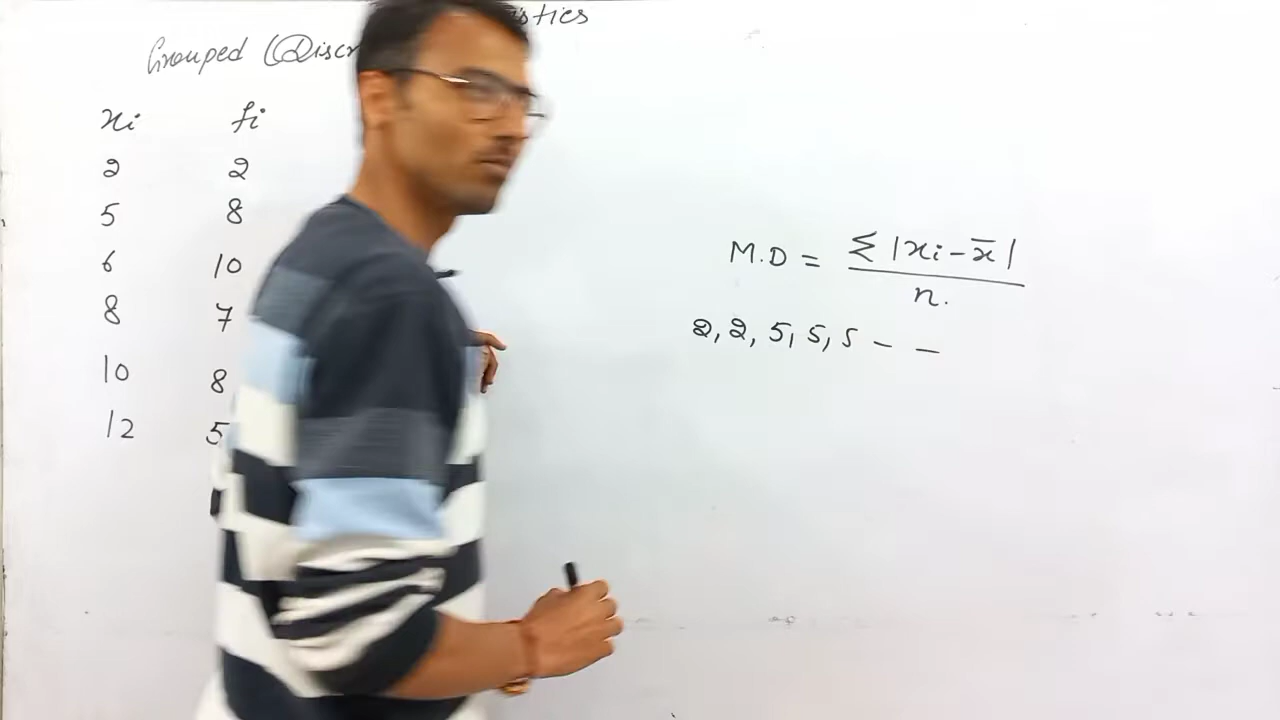 Grouped
xi fi
2 2
5 8
6 10
8 7
10 8
12 5
M.D = Σ |xi - x̄| / n.
2, 2, 5, 5, 5 - -